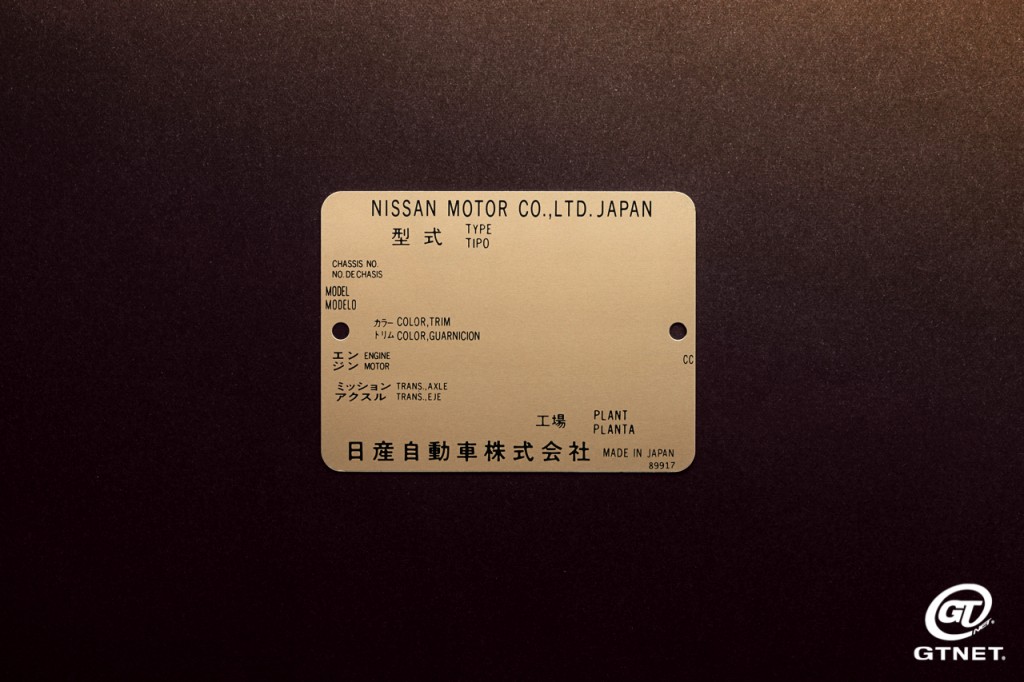 NISSAN MOTOR CO.,LTD. JAPAN
型式 TYPE
TIPO
CHASSIS NO.
NO. DE CHASIS
MODEL
MODELO
カラー COLOR,TRIM
トリム COLOR,GUARNICION
エン ENGINE
ジン MOTOR
CC
ミッション TRANS.,AXLE
アクスル TRANS.,EJE
工場 PLANT
PLANTA
日産自動車株式会社 MADE IN JAPAN
89917
GT
NET
GTNET.